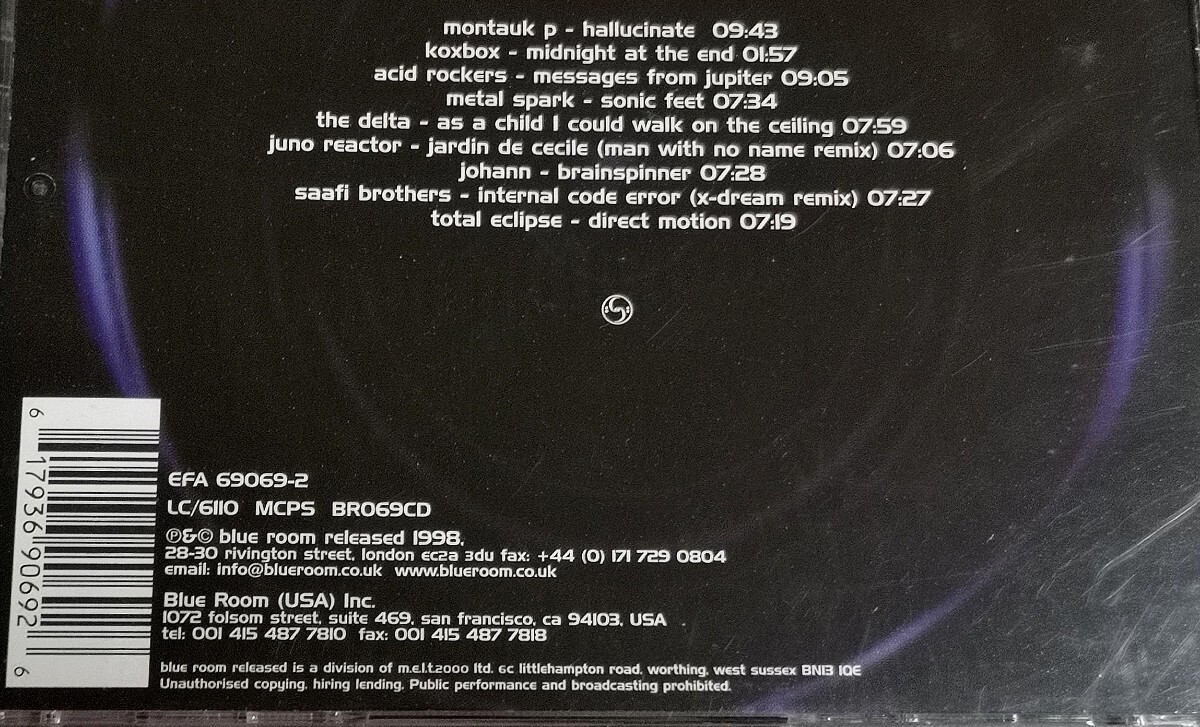 montauk p - hallucinate 09:43
koxbox - midnight at the end 01:57
acid rockers - messages from jupiter 09:05
metal spark - sonic feet 07:34
the delta - as a child I could walk on the ceiling 07:59
juno reactor - jardin de cecile (man with no name remix) 07:06
johann - brainspinner 07:28
saafi brothers - internal code error (x-dream remix) 07:27
total eclipse - direct motion 07:19
EFA 69069-2
LC/6110 MCPS BR069CD
℗&© blue room released 1998.
28-30 rivington street, london ec2a 3du fax: +44 (0) 171 729 0804
email: info@blueroom.co.uk www.blueroom.co.uk
Blue Room (USA) Inc.
1072 folsom street, suite 469, san francisco, ca 94103, USA
tel: 001 415 487 7810 fax: 001 415 487 7818
blue room released is a division of m.e.l.t.2000 ltd. 6c littlehampton road, worthing, west sussex BN13 1QE
Unauthorised copying, hiring lending, Public performance and broadcasting prohibited.
6 17936 90692 6